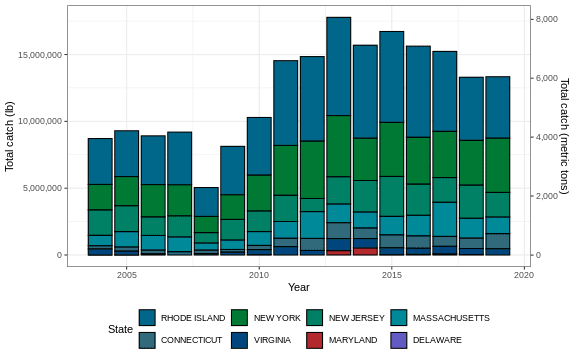 Total catch (lb)
15,000,000
10,000,000
5,000,000
0
8,000
6,000
4,000
2,000
0
Total catch (metric tons)
2005 2010 2015 2020
Year
State
RHODE ISLAND NEW YORK NEW JERSEY MASSACHUSETTS
CONNECTICUT VIRGINIA MARYLAND DELAWARE